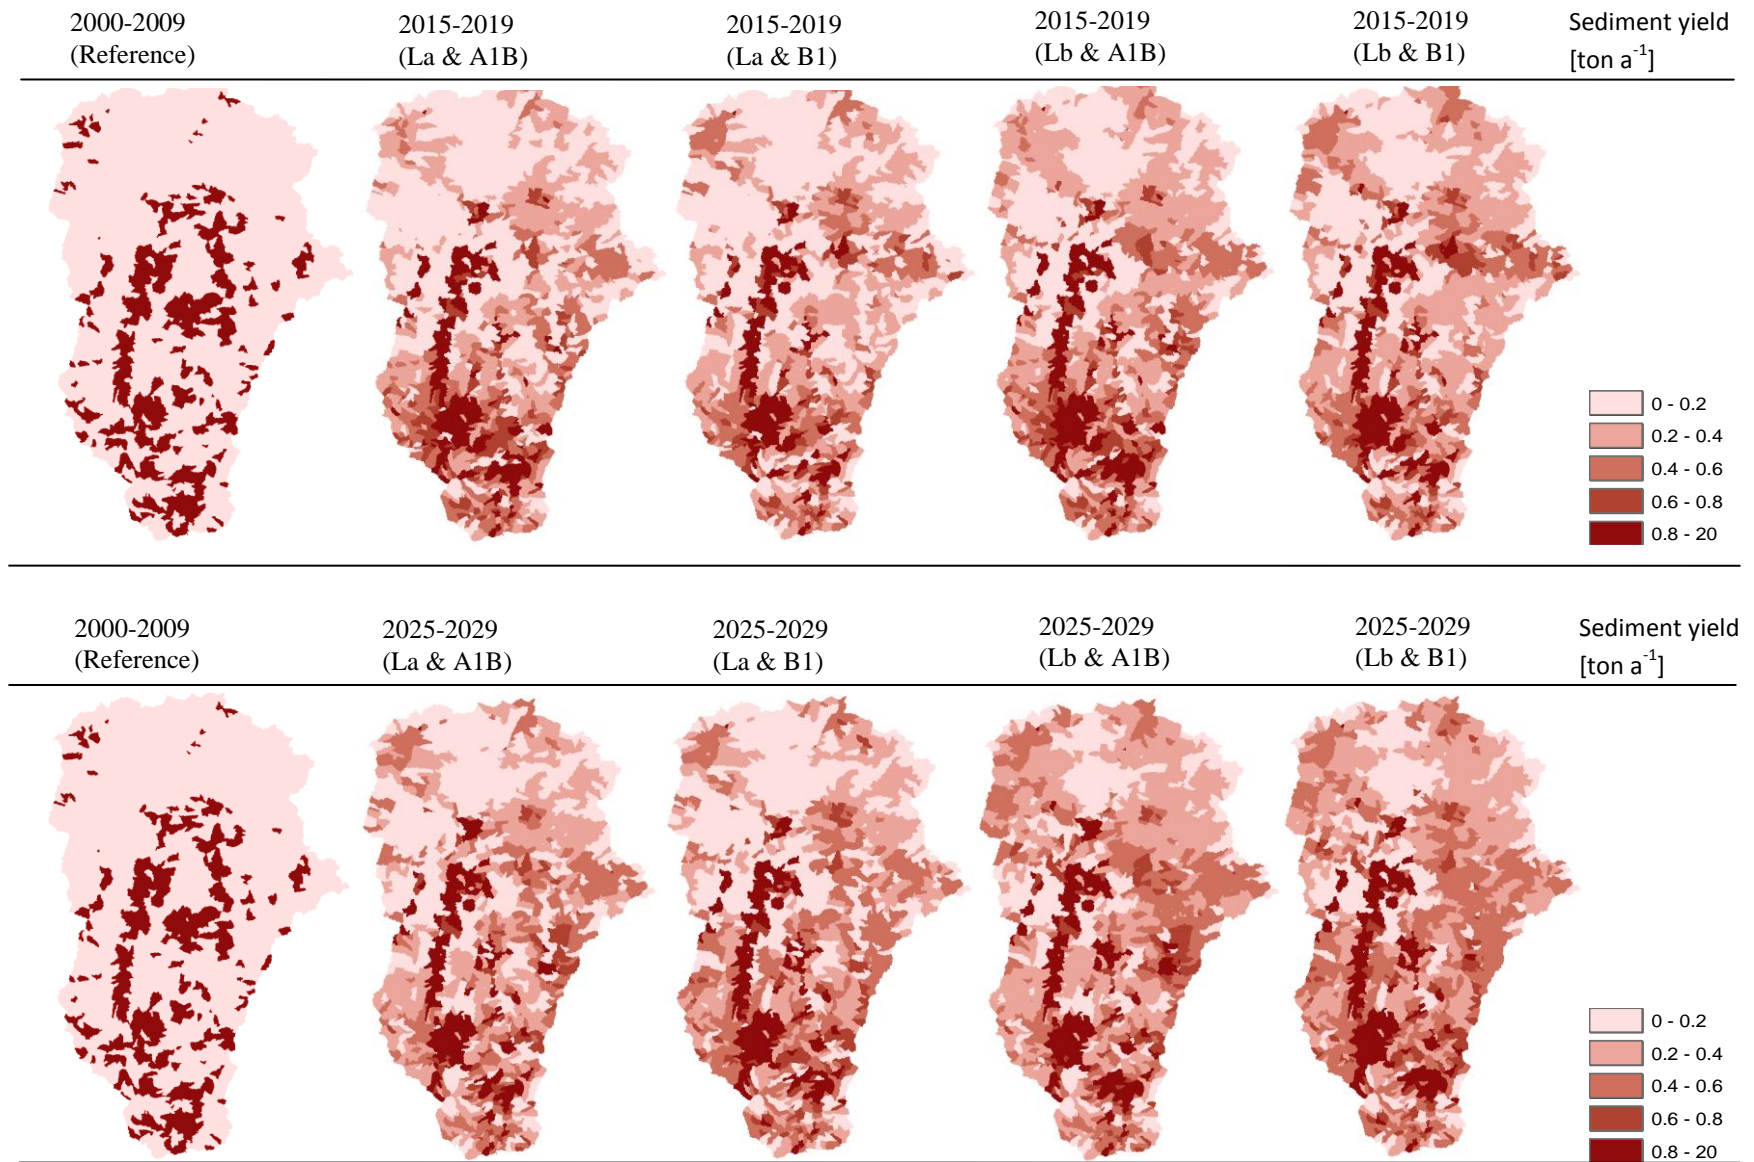 2000-2009
(Reference)
2015-2019
(La & A1B)
2015-2019
(La & B1)
2015-2019
(Lb & A1B)
2015-2019
(Lb & B1)
Sediment yield
[ton a⁻¹]
0 - 0.2
0.2 - 0.4
0.4 - 0.6
0.6 - 0.8
0.8 - 20
2000-2009
(Reference)
2025-2029
(La & A1B)
2025-2029
(La & B1)
2025-2029
(Lb & A1B)
2025-2029
(Lb & B1)
Sediment yield
[ton a⁻¹]
0 - 0.2
0.2 - 0.4
0.4 - 0.6
0.6 - 0.8
0.8 - 20